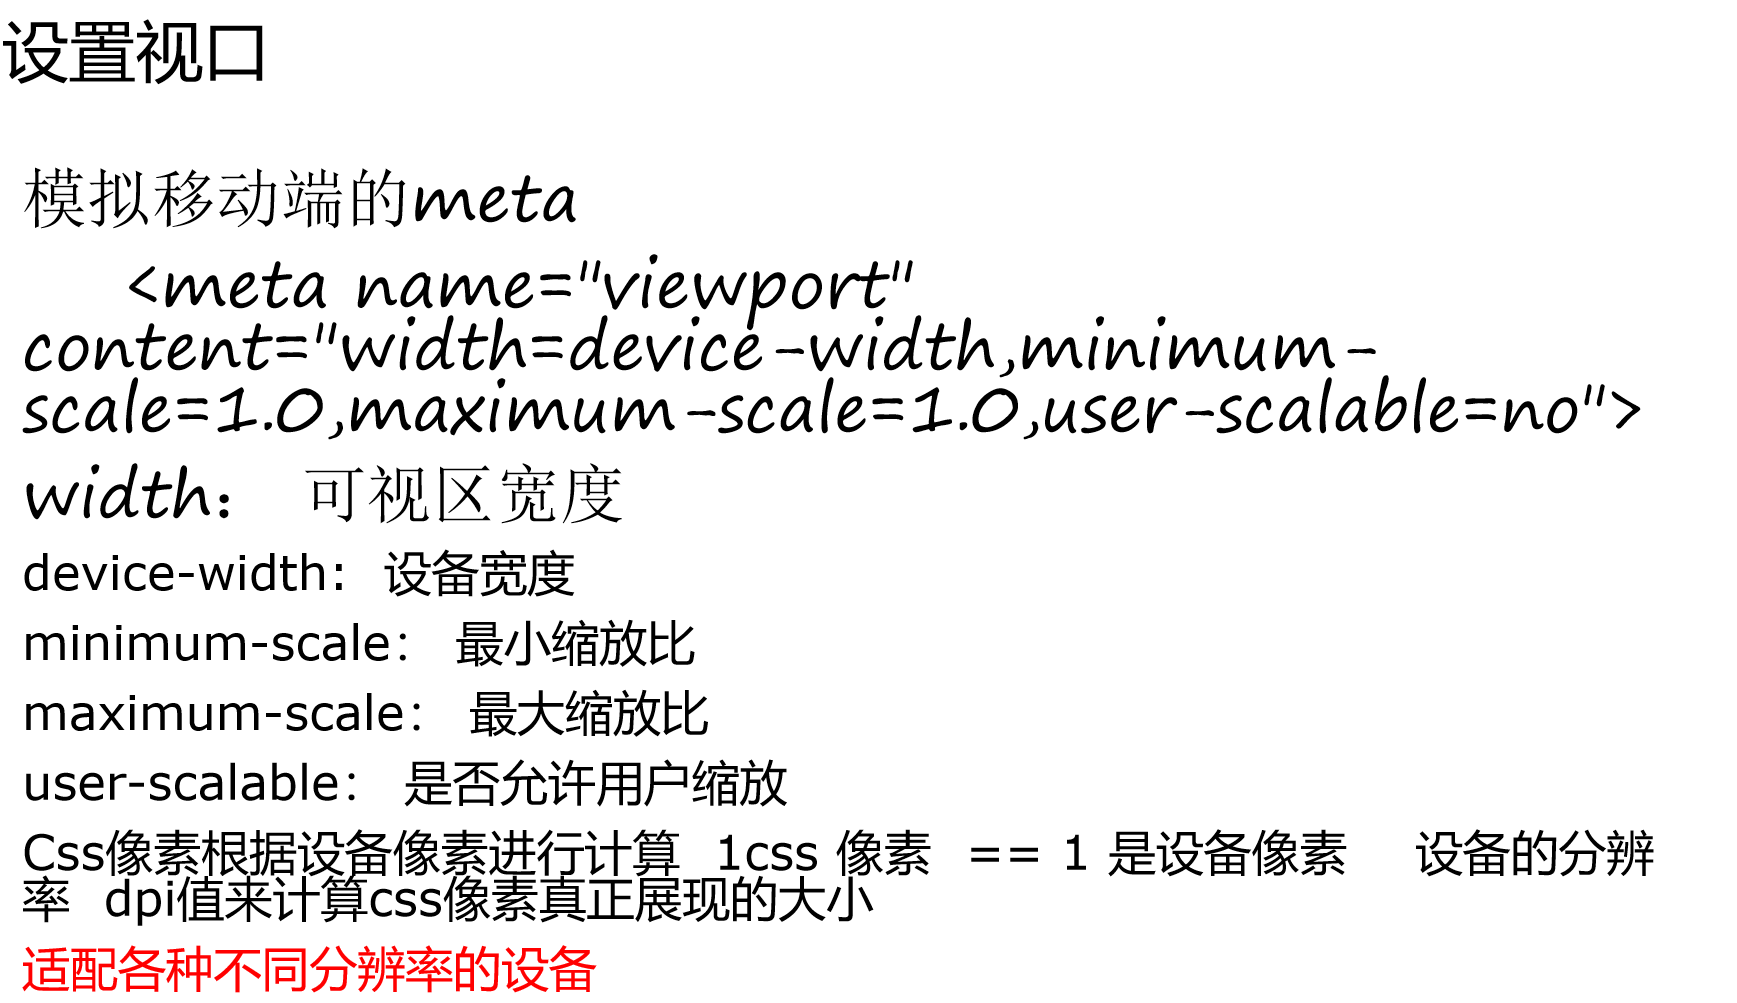 设置视口
模拟移动端的meta
<meta name="viewport"
content="width=device-width,minimum-
scale=1.0,maximum-scale=1.0,user-scalable=no">
width： 可视区宽度
device-width: 设备宽度
minimum-scale： 最小缩放比
maximum-scale： 最大缩放比
user-scalable： 是否允许用户缩放
Css像素根据设备像素进行计算 1css 像素 == 1 是设备像素 设备的分辨
率 dpi值来计算css像素真正展现的大小
适配各种不同分辨率的设备